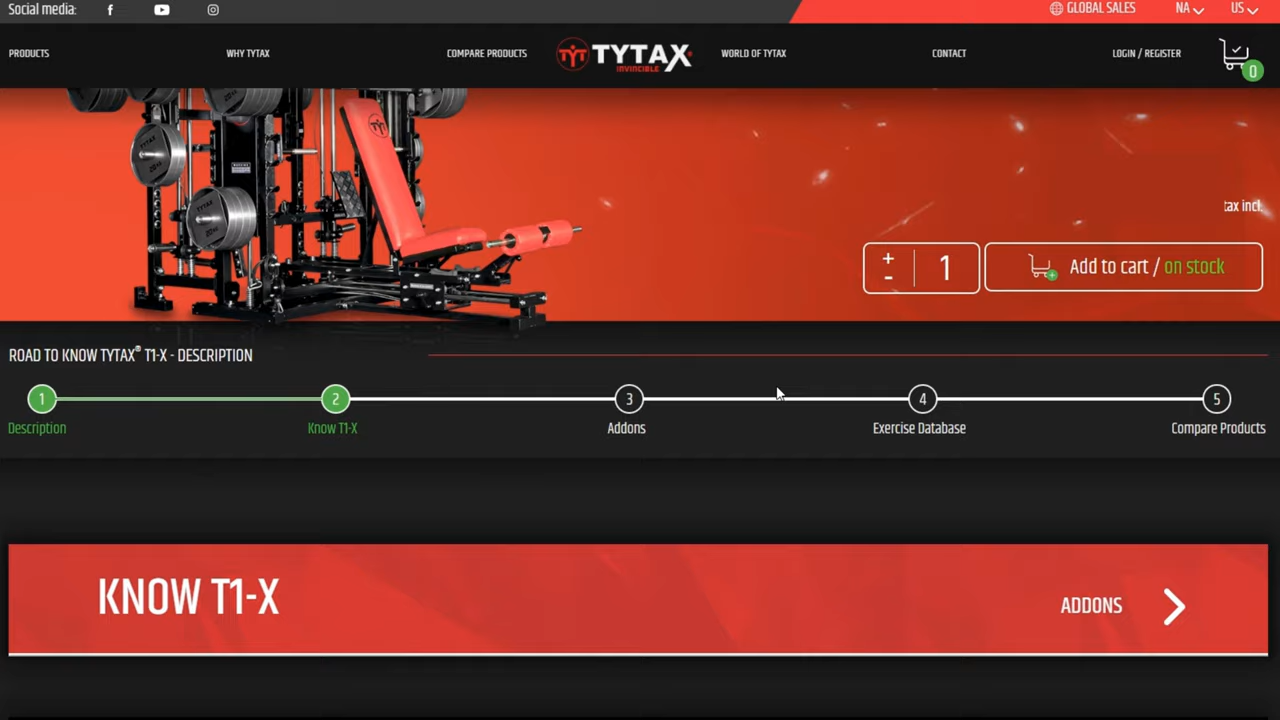 Social media:
GLOBAL SALES
NA
US
PRODUCTS
WHY TYTAX
COMPARE PRODUCTS
TYTAX
INVINCIBLE
WORLD OF TYTAX
CONTACT
LOGIN / REGISTER
0
TYTAX
tax incl.
+
-
1
Add to cart / on stock
ROAD TO KNOW TYTAX® T1-X - DESCRIPTION
1
2
3
4
5
Description
Know T1-X
Addons
Exercise Database
Compare Products
KNOW T1-X
ADDONS